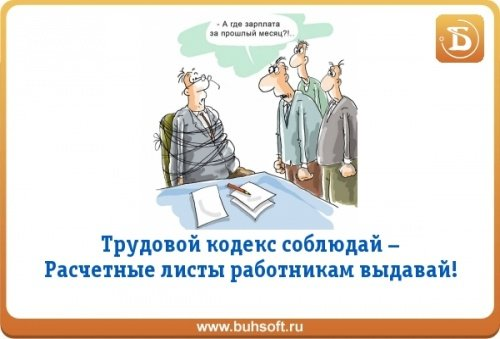 - А где зарплата
за прошлый месяц?!..
Б
Трудовой кодекс соблюдай –
Расчетные листы работникам выдавай!
www.buhsoft.ru